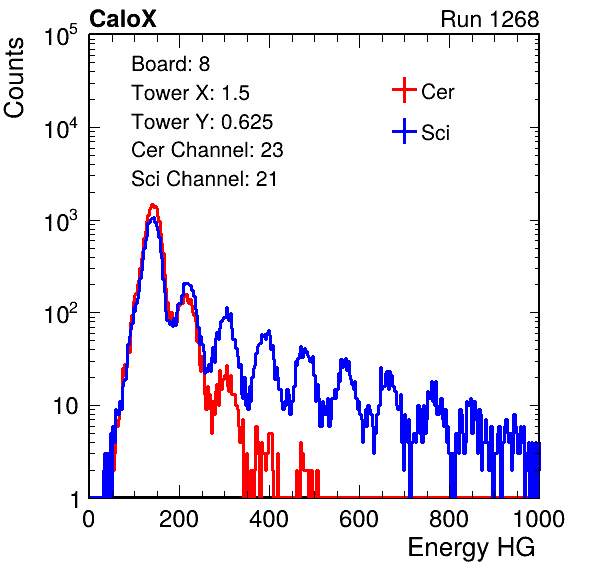 CaloX Run 1268
Counts
10^5
10^4
10^3
10^2
10
1
Board: 8
Tower X: 1.5
Tower Y: 0.625
Cer Channel: 23
Sci Channel: 21
Cer
Sci
0 200 400 600 800 1000
Energy HG